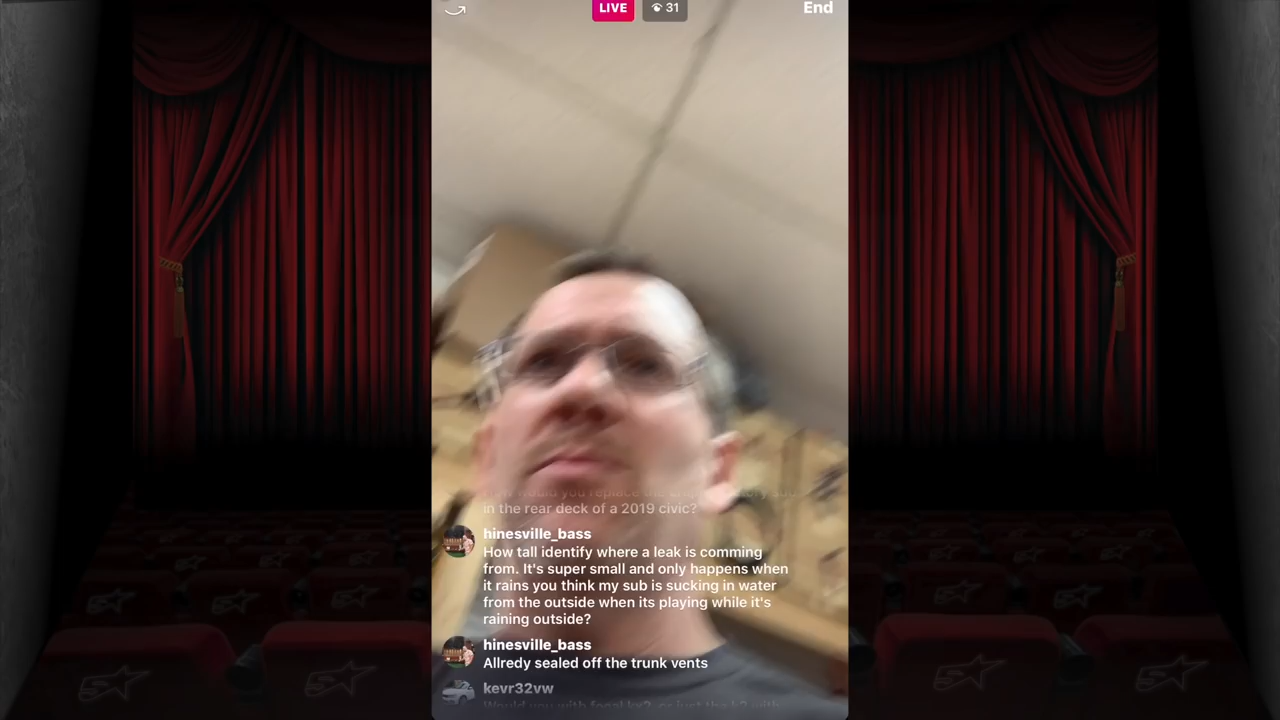 LIVE
31
End
in the rear deck of a 2019 civic?
hinesville_bass
How tall identify where a leak is comming
from. It's super small and only happens when
it rains you think my sub is sucking in water
from the outside when its playing while it's
raining outside?
hinesville_bass
Allredy sealed off the trunk vents
kevr32vw